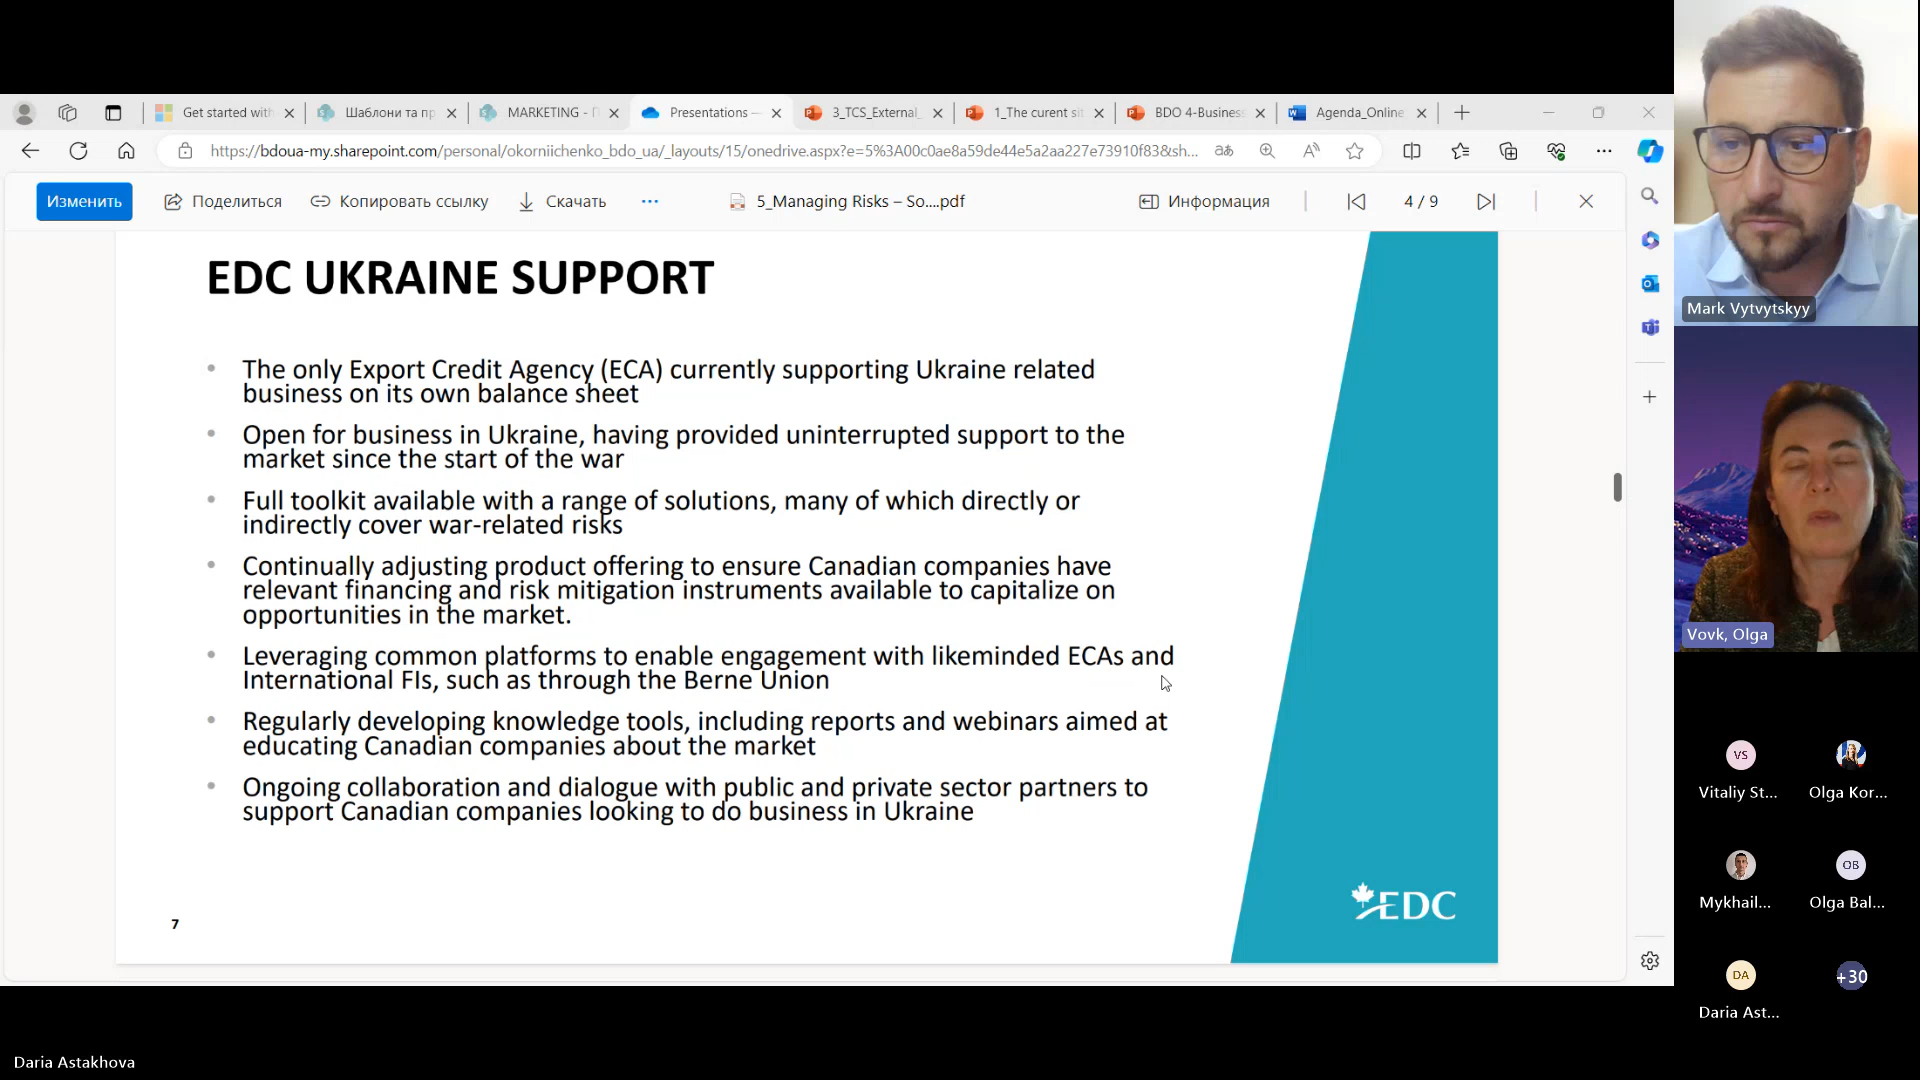 Get started with
Шаблони та пр
MARKETING - П
Presentations —
3_TCS_External_
1_The curent sit
BDO 4-Business
Agenda_Online
https://bdoua-my.sharepoint.com/personal/okorniichenko_bdo_ua/_layouts/15/onedrive.aspx?e=5%3A00c0ae8a59de44e5a2aa227e73910f83&sh...
Изменить
Поделиться
Копировать ссылку
Скачать
5_Managing Risks – So....pdf
Информация
4 / 9
EDC UKRAINE SUPPORT
• The only Export Credit Agency (ECA) currently supporting Ukraine related
business on its own balance sheet
• Open for business in Ukraine, having provided uninterrupted support to the
market since the start of the war
• Full toolkit available with a range of solutions, many of which directly or
indirectly cover war-related risks
• Continually adjusting product offering to ensure Canadian companies have
relevant financing and risk mitigation instruments available to capitalize on
opportunities in the market.
• Leveraging common platforms to enable engagement with likeminded ECAs and
International FIs, such as through the Berne Union
• Regularly developing knowledge tools, including reports and webinars aimed at
educating Canadian companies about the market
• Ongoing collaboration and dialogue with public and private sector partners to
support Canadian companies looking to do business in Ukraine
EDC
7
Mark Vytvytskyy
Vovk, Olga
VS
Vitaliy St...
Olga Kor...
Mykhail...
OB
Olga Bal...
DA
Daria Ast...
+30
Daria Astakhova